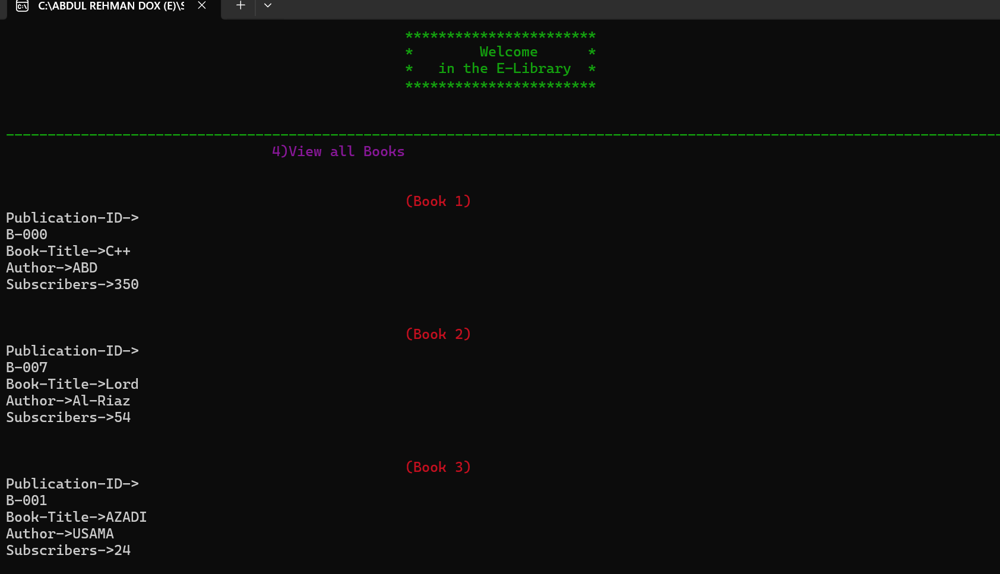 C:\ABDUL REHMAN DOX (E)\S
***********************
* Welcome *
* in the E-Library *
***********************
------------------------------------------------------------------------------------------------------------------------
4)View all Books
(Book 1)
Publication-ID->
B-000
Book-Title->C++
Author->ABD
Subscribers->350
(Book 2)
Publication-ID->
B-007
Book-Title->Lord
Author->Al-Riaz
Subscribers->54
(Book 3)
Publication-ID->
B-001
Book-Title->AZADI
Author->USAMA
Subscribers->24